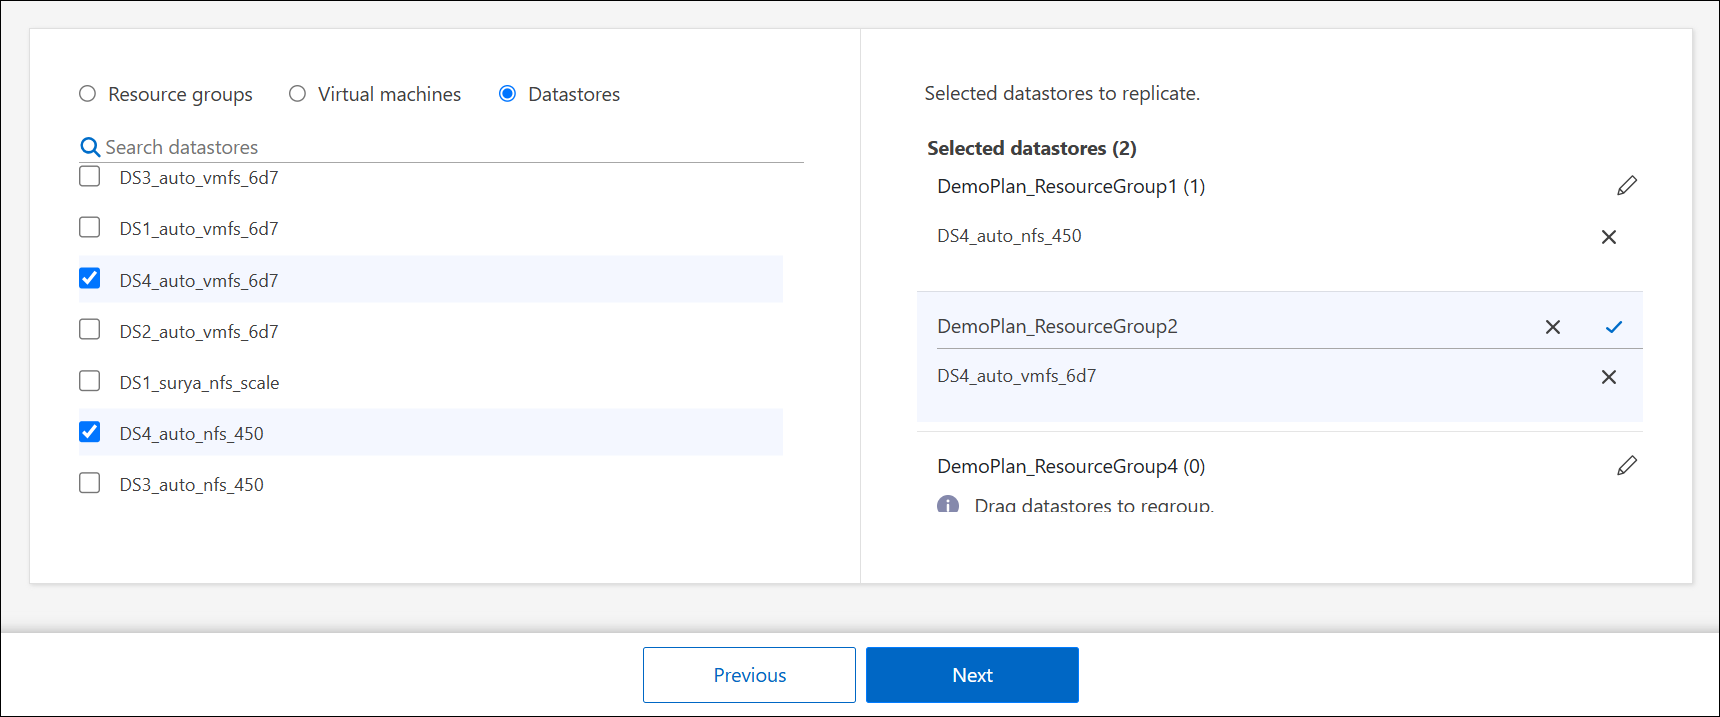 Resource groups
Virtual machines
Datastores
Search datastores
DS3_auto_vmfs_6d7
DS1_auto_vmfs_6d7
DS4_auto_vmfs_6d7
DS2_auto_vmfs_6d7
DS1_surya_nfs_scale
DS4_auto_nfs_450
DS3_auto_nfs_450
Selected datastores to replicate.
Selected datastores (2)
DemoPlan_ResourceGroup1 (1)
DS4_auto_nfs_450
DemoPlan_ResourceGroup2
DS4_auto_vmfs_6d7
DemoPlan_ResourceGroup4 (0)
Drag datastores to regroup.
Previous
Next